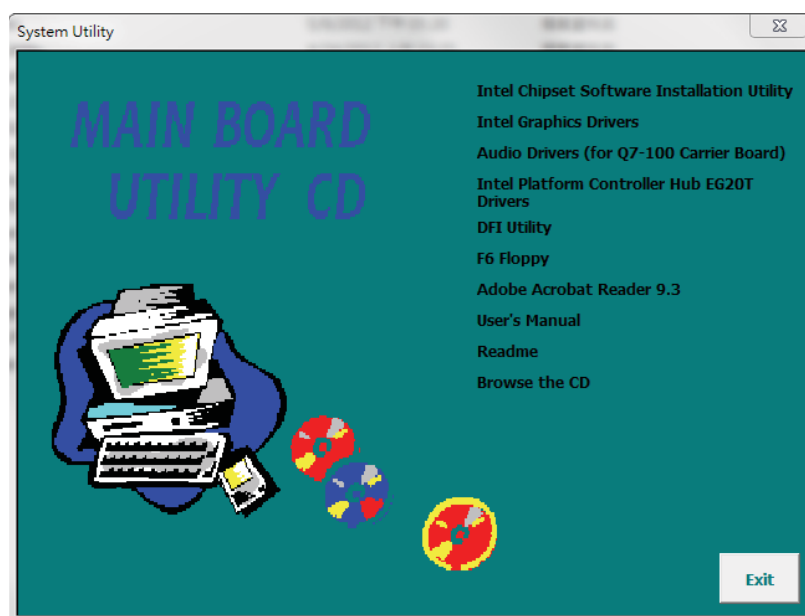 System Utility
MAIN BOARD
UTILITY CD
Intel Chipset Software Installation Utility
Intel Graphics Drivers
Audio Drivers (for Q7-100 Carrier Board)
Intel Platform Controller Hub EG20T
Drivers
DFI Utility
F6 Floppy
Adobe Acrobat Reader 9.3
User's Manual
Readme
Browse the CD
Exit